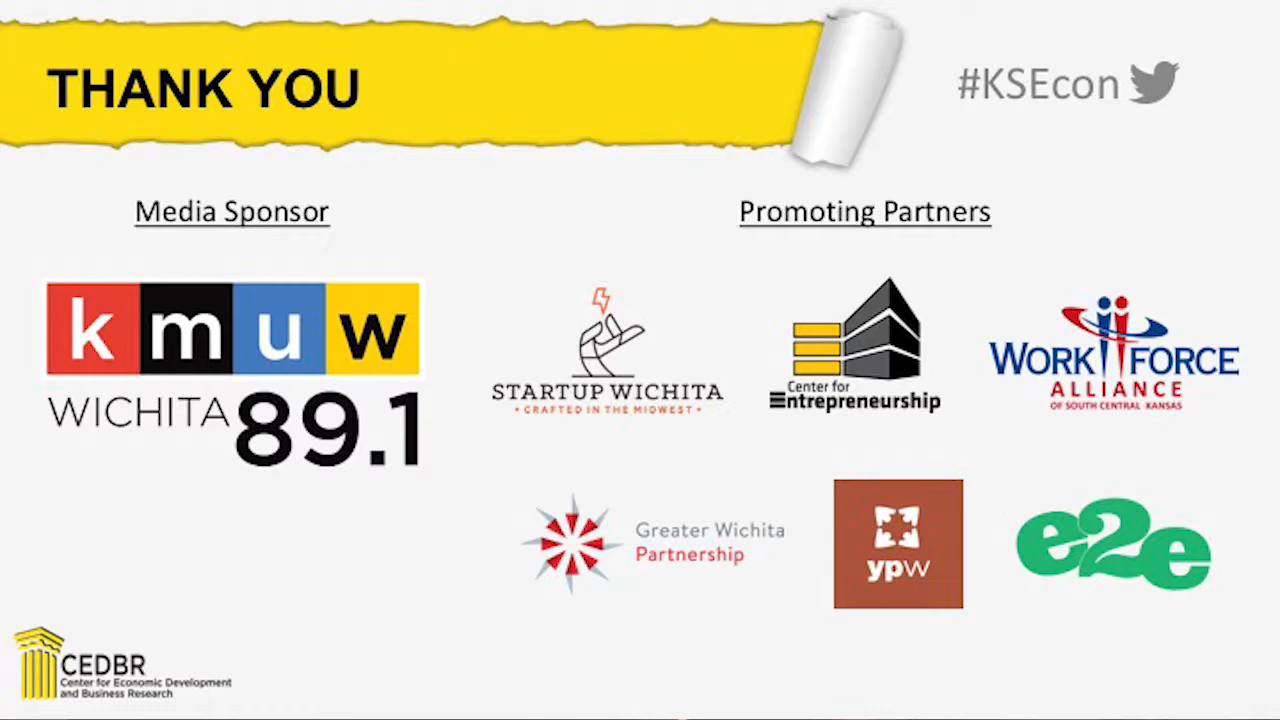 THANK YOU
#KSEcon
Media Sponsor
Promoting Partners
kmuw
WICHITA 89.1
STARTUP WICHITA
• CRAFTED IN THE MIDWEST •
Center for
Entrepreneurship
WORKFORCE
ALLIANCE
OF SOUTH CENTRAL KANSAS
Greater Wichita
Partnership
ypw
e2e
CEDBR
Center for Economic Development
and Business Research